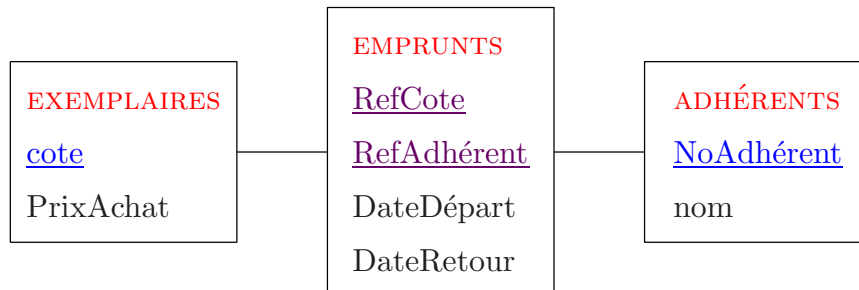 EXEMPLAIRES
cote
PrixAchat
EMPRUNTS
RefCote
RefAdhérent
DateDépart
DateRetour
ADHÉRENTS
NoAdhérent
nom